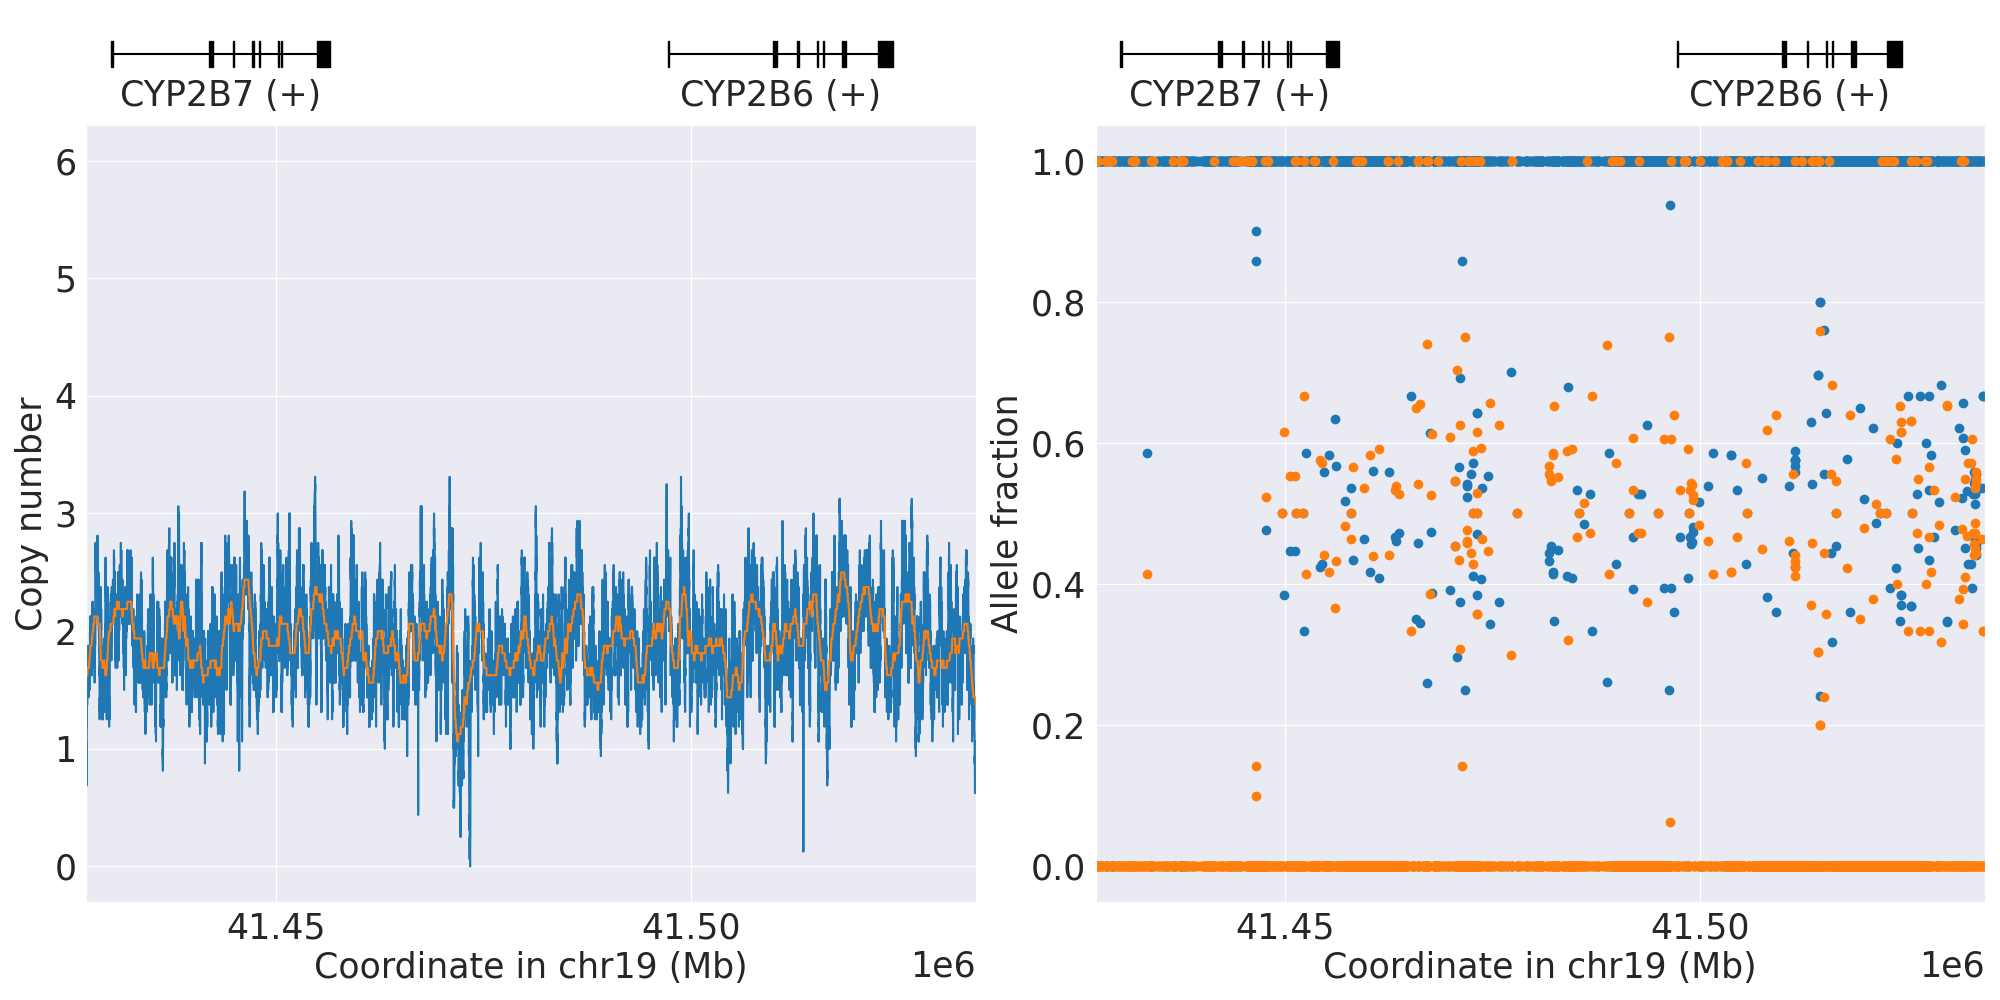 CYP2B7 (+)
CYP2B6 (+)
6
5
4
3
2
1
0
Copy number
41.45
41.50
Coordinate in chr19 (Mb)
1e6
CYP2B7 (+)
CYP2B6 (+)
1.0
0.8
0.6
0.4
0.2
0.0
Allele fraction
41.45
41.50
Coordinate in chr19 (Mb)
1e6